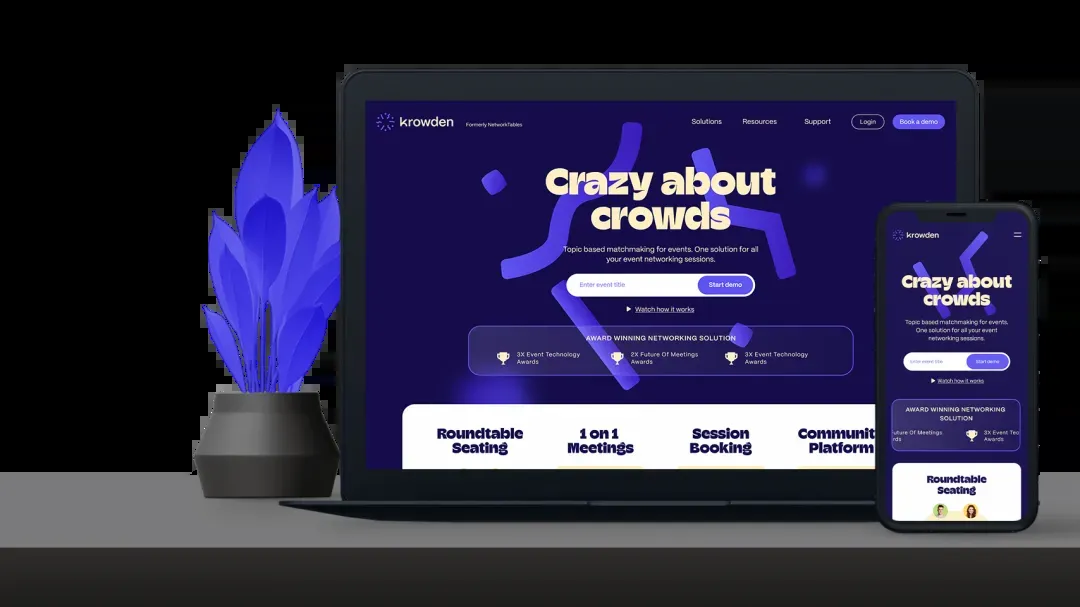 krowden
Formerly NetworkTables
Solutions
Resources
Support
Login
Book a demo
Crazy about
crowds
Topic based matchmaking for events. One solution for all
your event networking sessions.
Enter event title
Start demo
Watch how it works
AWARD WINNING NETWORKING SOLUTION
3X Event Technology
Awards
2X Future Of Meetings
Awards
3X Event Technology
Awards
Roundtable
Seating
1 on 1
Meetings
Session
Booking
Communit
Platform
krowden
Crazy about
crowds
Topic based matchmaking for events.
One solution for all your event
networking sessions.
Enter event title
Start demo
Watch how it works
AWARD WINNING NETWORKING
SOLUTION
uture Of Meetings
rds
3X Event Tec
Awards
Roundtable
Seating